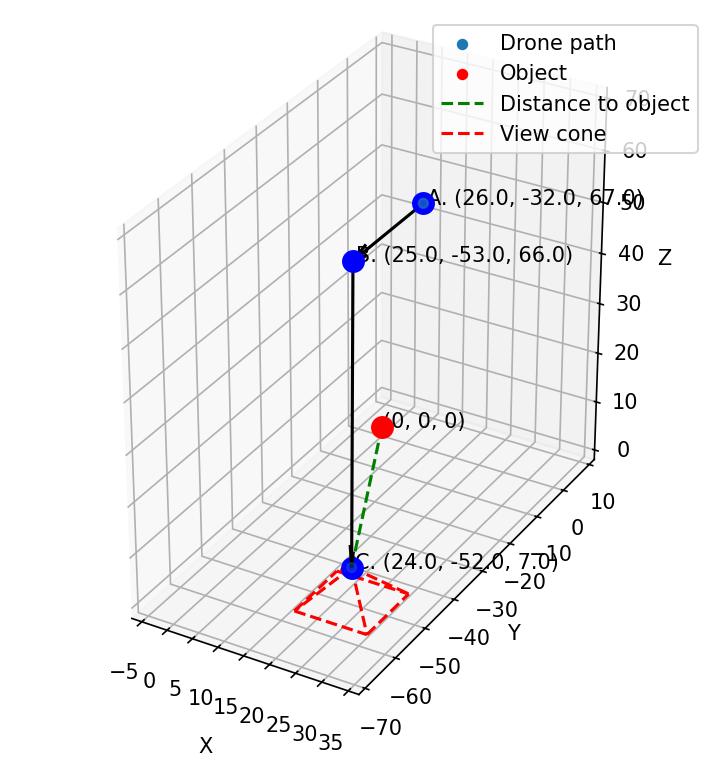 Drone path
Object
Distance to object
View cone
A. (26.0, -32.0, 67.0)
B. (25.0, -53.0, 66.0)
(0, 0, 0)
C. (24.0, -52.0, 7.0)
70
60
50
40
30
20
10
0
Z
10
0
−10
−20
−30
−40
−50
−60
−70
Y
−5
0
5
10
15
20
25
30
35
X